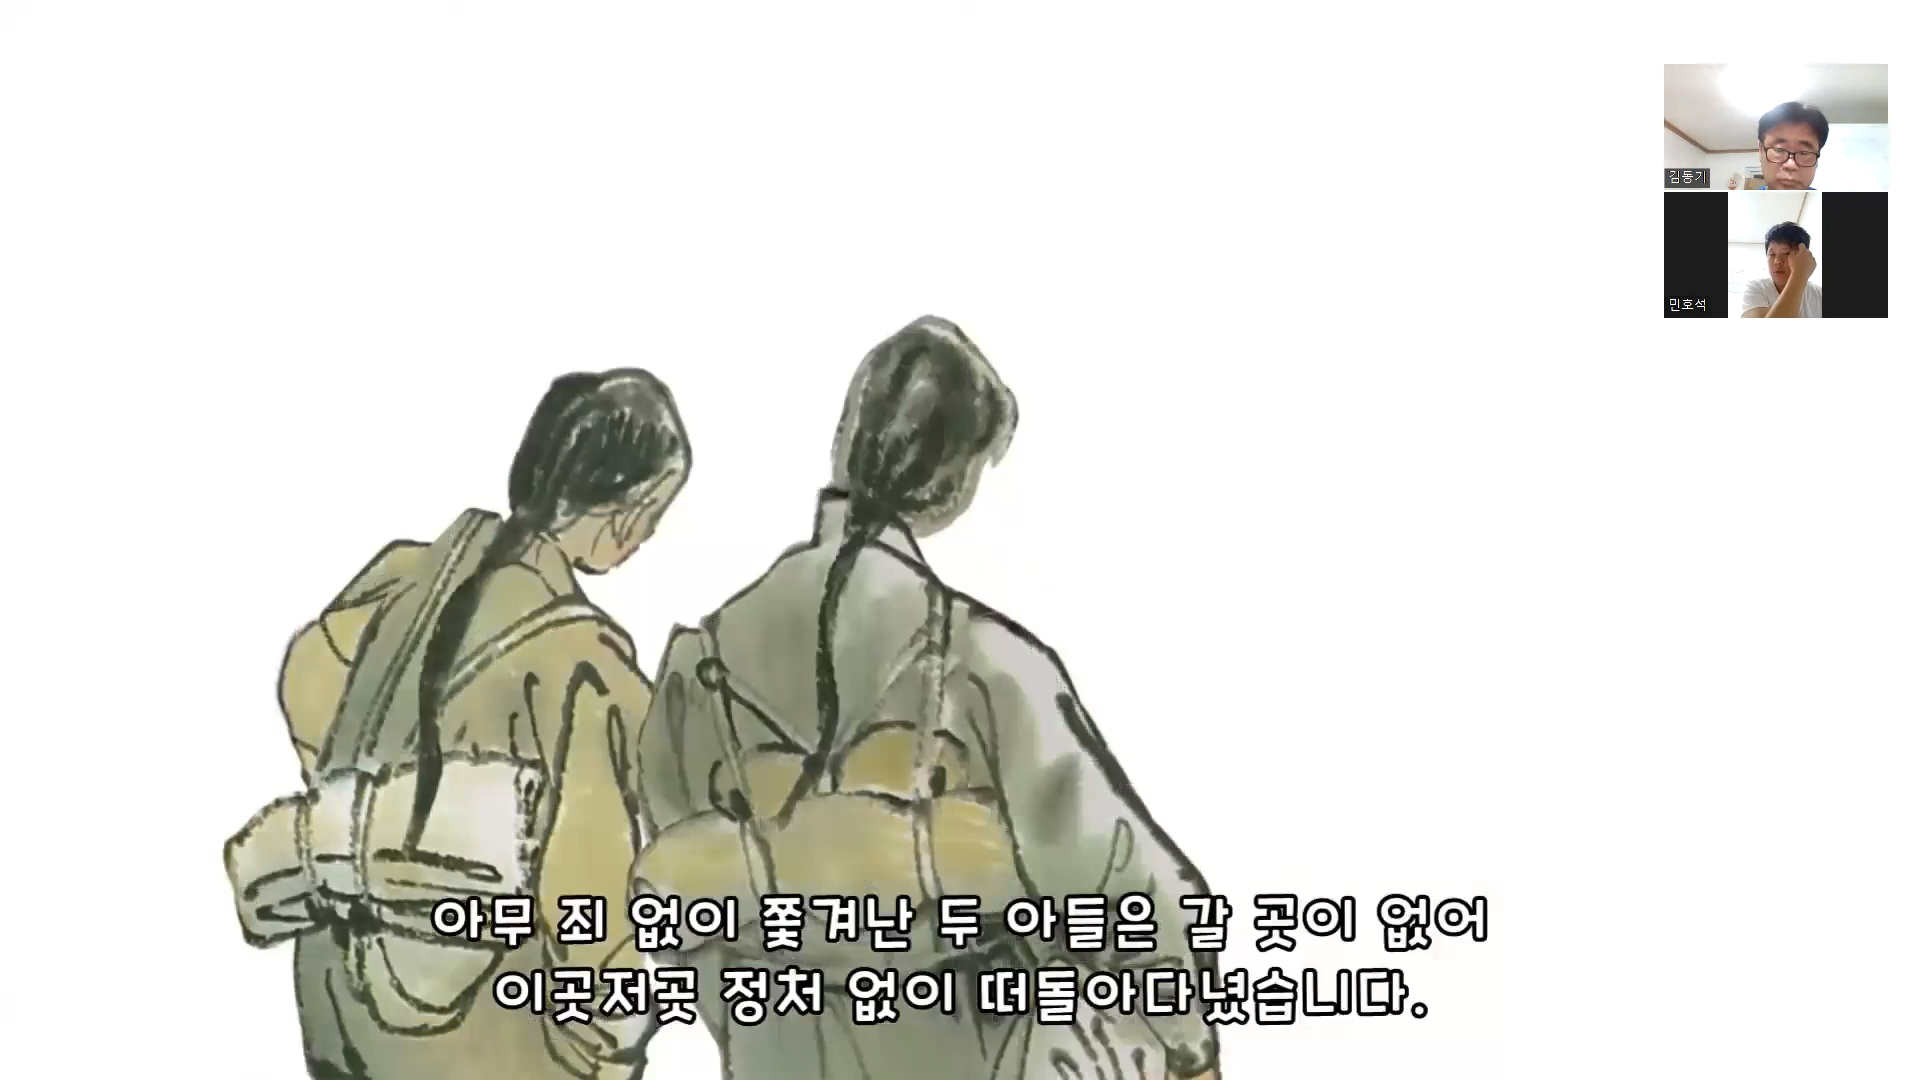 김동기
민호석
아무 죄 없이 쫓겨난 두 아들은 갈 곳이 없어
이곳저곳 정처 없이 떠돌아다녔습니다.